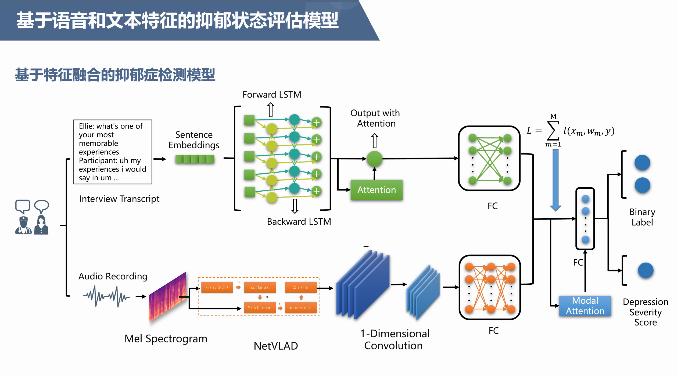 基于语音和文本特征的抑郁状态评估模型
基于特征融合的抑郁症检测模型
Forward LSTM
Ellie: what's one of
your most
memorable
experiences
Participant: uh my
experiences i would
say in um ...
Interview Transcript
Sentence
Embeddings
Backward LSTM
Output with
Attention
Attention
FC
L = ∑ l(xₘ, wₘ, y)
M
m=1
Binary
Label
FC
Modal
Attention
Depression
Severity
Score
Audio Recording
Mel Spectrogram
NetVLAD
1-Dimensional
Convolution
FC